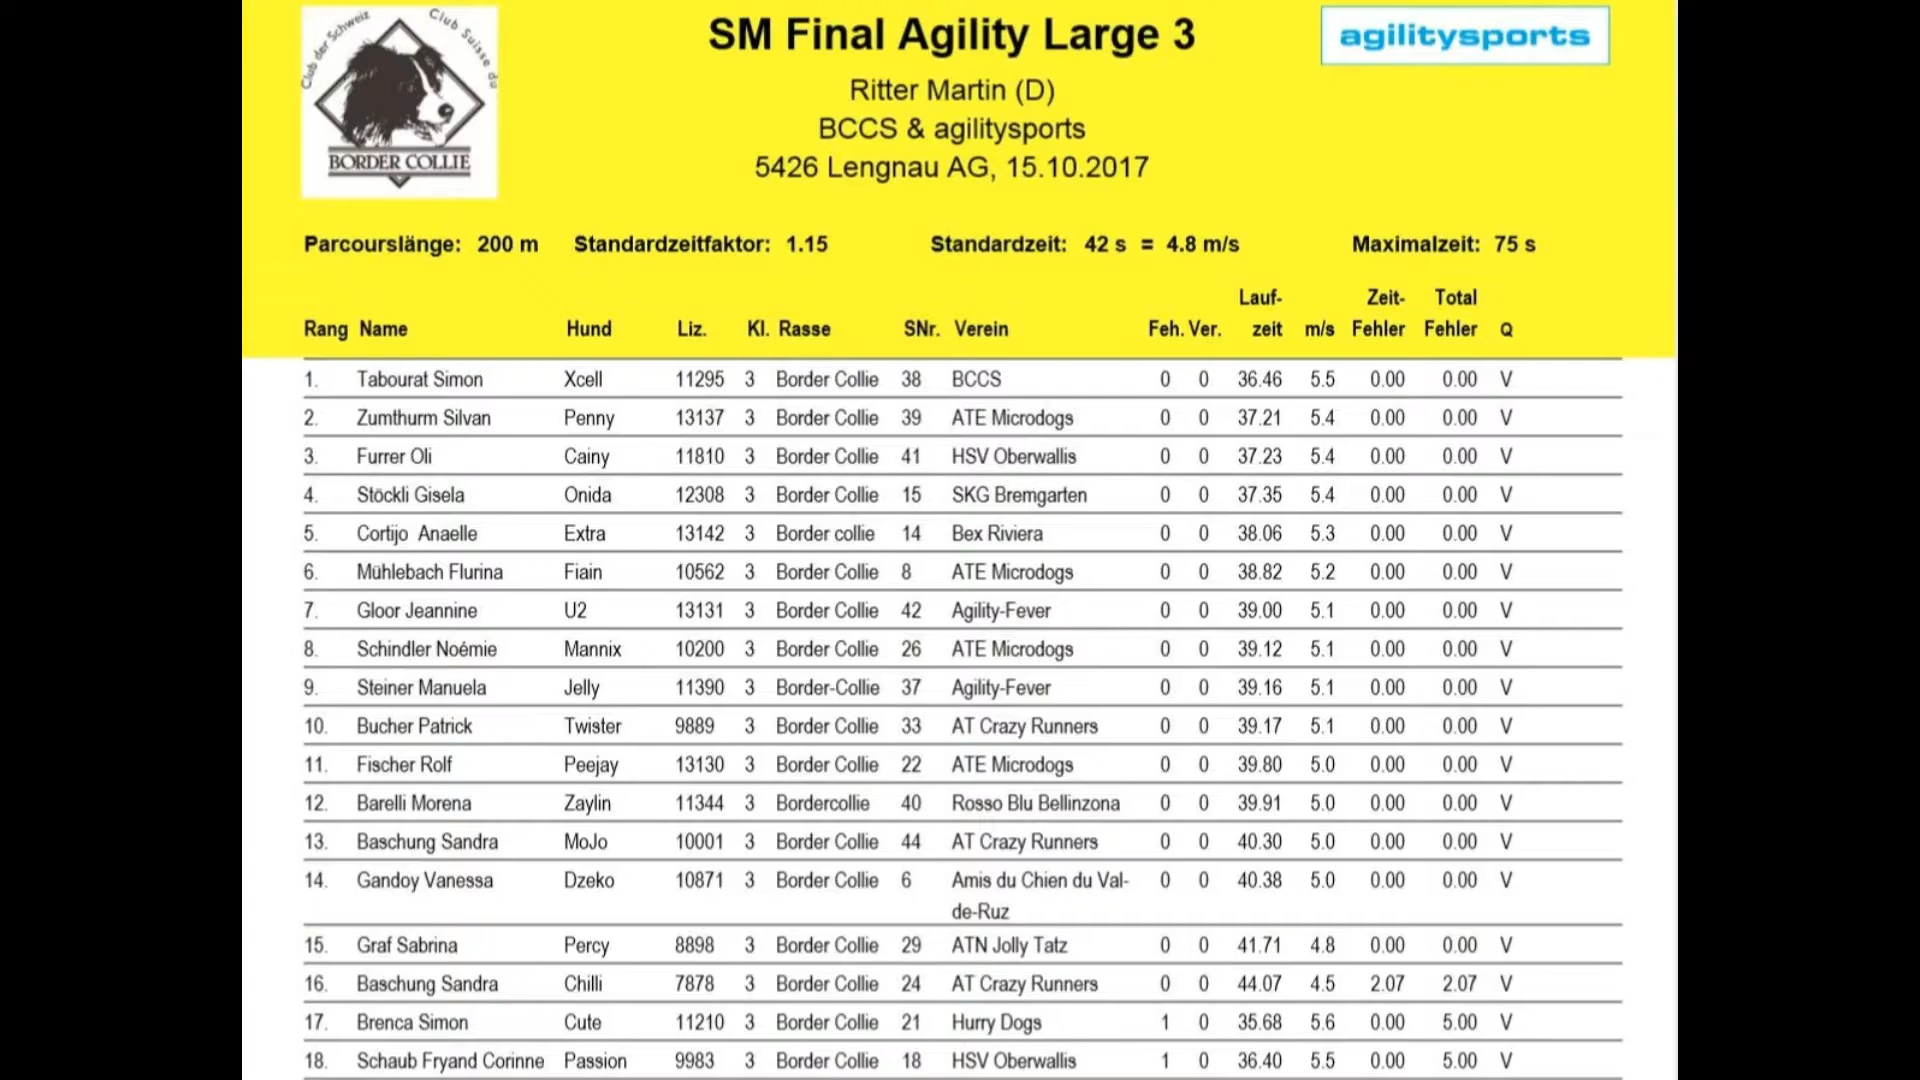 Club der Schweiz Club Suisse du
BORDER COLLIE
SM Final Agility Large 3
agilitysports
Ritter Martin (D)
BCCS & agilitysports
5426 Lengnau AG, 15.10.2017
Parcourslänge: 200 m Standardzeitfaktor: 1.15 Standardzeit: 42 s = 4.8 m/s Maximalzeit: 75 s
Lauf- Zeit- Total
Rang Name Hund Liz. Kl. Rasse SNr. Verein Feh. Ver. zeit m/s Fehler Fehler Q
1. Tabourat Simon Xcell 11295 3 Border Collie 38 BCCS 0 0 36.46 5.5 0.00 0.00 V
2. Zumthurm Silvan Penny 13137 3 Border Collie 39 ATE Microdogs 0 0 37.21 5.4 0.00 0.00 V
3. Furrer Oli Cainy 11810 3 Border Collie 41 HSV Oberwallis 0 0 37.23 5.4 0.00 0.00 V
4. Stöckli Gisela Onida 12308 3 Border Collie 15 SKG Bremgarten 0 0 37.35 5.4 0.00 0.00 V
5. Cortijo Anaelle Extra 13142 3 Border collie 14 Bex Riviera 0 0 38.06 5.3 0.00 0.00 V
6. Mühlebach Flurina Fiain 10562 3 Border Collie 8 ATE Microdogs 0 0 38.82 5.2 0.00 0.00 V
7. Gloor Jeannine U2 13131 3 Border Collie 42 Agility-Fever 0 0 39.00 5.1 0.00 0.00 V
8. Schindler Noémie Mannix 10200 3 Border Collie 26 ATE Microdogs 0 0 39.12 5.1 0.00 0.00 V
9. Steiner Manuela Jelly 11390 3 Border-Collie 37 Agility-Fever 0 0 39.16 5.1 0.00 0.00 V
10. Bucher Patrick Twister 9889 3 Border Collie 33 AT Crazy Runners 0 0 39.17 5.1 0.00 0.00 V
11. Fischer Rolf Peejay 13130 3 Border Collie 22 ATE Microdogs 0 0 39.80 5.0 0.00 0.00 V
12. Barelli Morena Zaylin 11344 3 Bordercollie 40 Rosso Blu Bellinzona 0 0 39.91 5.0 0.00 0.00 V
13. Baschung Sandra MoJo 10001 3 Border Collie 44 AT Crazy Runners 0 0 40.30 5.0 0.00 0.00 V
14. Gandoy Vanessa Dzeko 10871 3 Border Collie 6 Amis du Chien du Val- 0 0 40.38 5.0 0.00 0.00 V
de-Ruz
15. Graf Sabrina Percy 8898 3 Border Collie 29 ATN Jolly Tatz 0 0 41.71 4.8 0.00 0.00 V
16. Baschung Sandra Chilli 7878 3 Border Collie 24 AT Crazy Runners 0 0 44.07 4.5 2.07 2.07 V
17. Brenca Simon Cute 11210 3 Border Collie 21 Hurry Dogs 1 0 35.68 5.6 0.00 5.00 V
18. Schaub Fryand Corinne Passion 9983 3 Border Collie 18 HSV Oberwallis 1 0 36.40 5.5 0.00 5.00 V